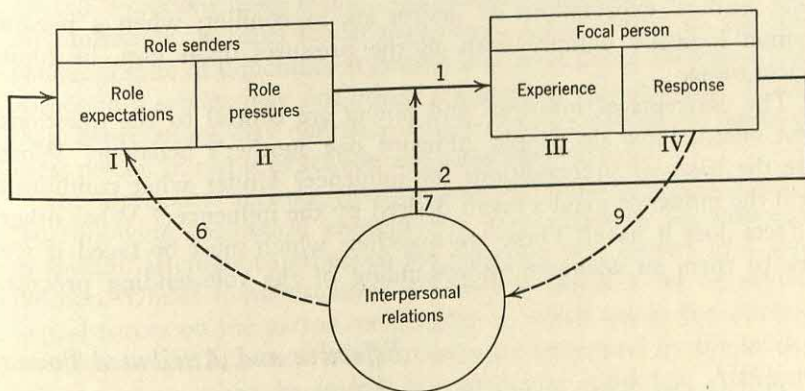 Role senders
Focal person
Role
expectations
Role
pressures
Experience
Response
I
II
III
IV
1
2
6
7
9
Interpersonal
relations